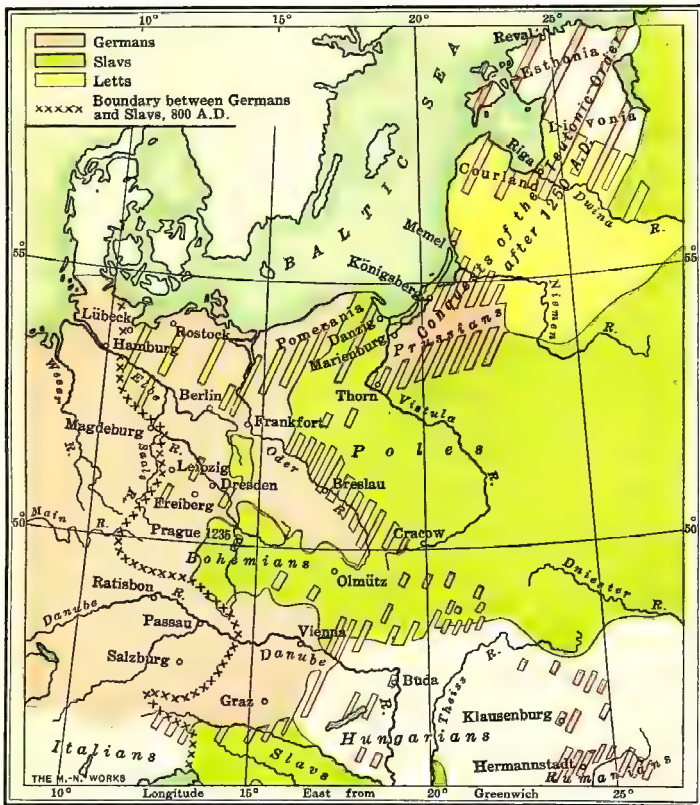 10° 15° 20° 25°
Germans
Slavs
Letts
xxxxx Boundary between Germans
and Slavs, 800 A.D.
BALTIC SEA
Reval
Esthonia
Livonia
Riga
Courland
Dwina R.
Conquests of the Teutonic Order
after 1250 A.D.
Memel
55 55°
Königsberg
Niemen R.
Lübeck
Rostock
Pomerania
Danzig
Marienburg
Prussians
Hamburg
Weser R.
Elbe R.
Berlin
Frankfort
Thorn
Vistula R.
Magdeburg
Saale R.
Oder R.
Poles
Leipzig
Dresden
Breslau
Freiberg
Main R.
50 50°
Prague 1235
Cracow
Bohemians
Olmütz
Dniester R.
Ratisbon
Danube R.
Passau
Vienna
Danube R.
Salzburg
Buda
Theiss R.
Graz
Klausenburg
Italians
Hungarians
Slavs
Hermannstadt
Rumanians
THE M.-N. WORKS
10° Longitude 15° East from 20° Greenwich 25°